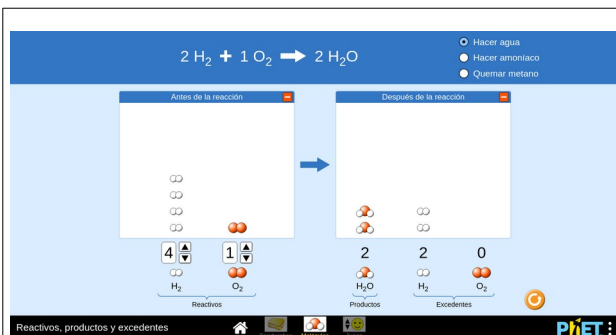 2 H₂ + 1 O₂ → 2 H₂O
Hacer agua
Hacer amoníaco
Quemar metano
Antes de la reacción
Después de la reacción
4 1 2 2 0
H₂ O₂ H₂O H₂ O₂
Reactivos Productos Excedentes
Reactivos, productos y excedentes
PhET